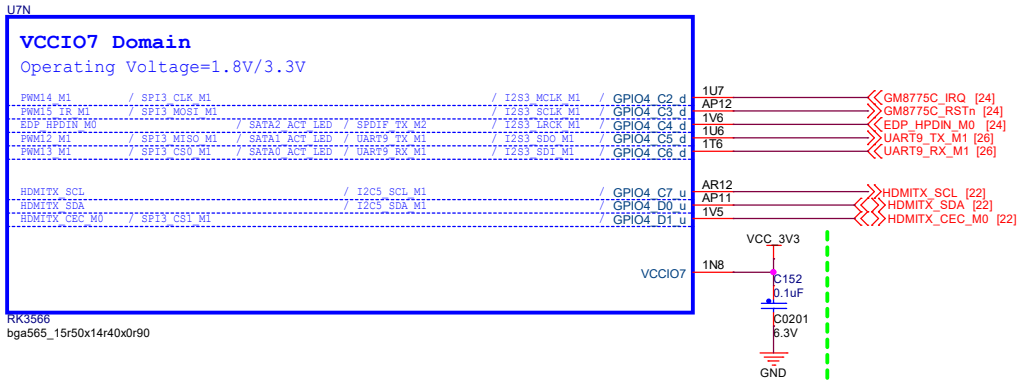 U7N
VCCIO7 Domain
Operating Voltage=1.8V/3.3V
PWM14_M1 / SPI3_CLK_M1 / I2S3_MCLK_M1 / GPIO4_C2_d 1U7 GM8775C_IRQ [24]
PWM15_IR_M1 / SPI3_MOSI_M1 / I2S3_SCLK_M1 / GPIO4_C3_d AP12 GM8775C_RSTn [24]
EDP_HPDIN_M0 / SATA2_ACT_LED / SPDIF_TX_M2 / I2S3_LRCK_M1 / GPIO4_C4_d 1V6 EDP_HPDIN_M0 [24]
PWM12_M1 / SPI3_MISO_M1 / SATA1_ACT_LED / UART9_TX_M1 / I2S3_SDO_M1 / GPIO4_C5_d 1U6 UART9_TX_M1 [26]
PWM13_M1 / SPI3_CS0_M1 / SATA0_ACT_LED / UART9_RX_M1 / I2S3_SDI_M1 / GPIO4_C6_d 1T6 UART9_RX_M1 [26]
HDMITX_SCL / I2C5_SCL_M1 / GPIO4_C7_u AR12 HDMITX_SCL [22]
HDMITX_SDA / I2C5_SDA_M1 / GPIO4_D0_u AP11 HDMITX_SDA [22]
HDMITX_CEC_M0 / SPI3_CS1_M1 / GPIO4_D1_u 1V5 HDMITX_CEC_M0 [22]
VCC_3V3
VCCIO7 1N8
C152
0.1uF
C0201
6.3V
GND
RK3566
bga565_15r50x14r40x0r90